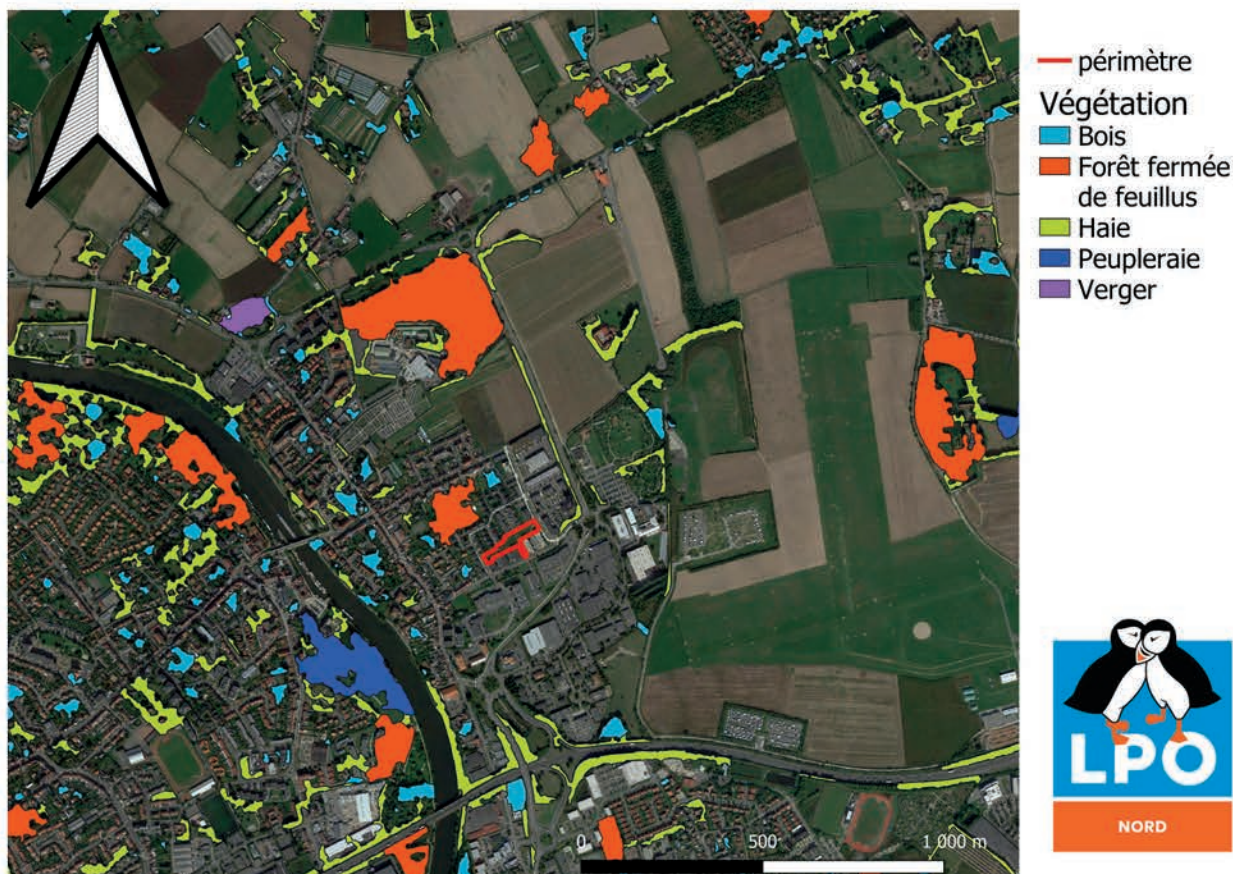 périmètre
Végétation
Bois
Forêt fermée
de feuillus
Haie
Peupleraie
Verger
0 500 1 000 m
LPO
NORD